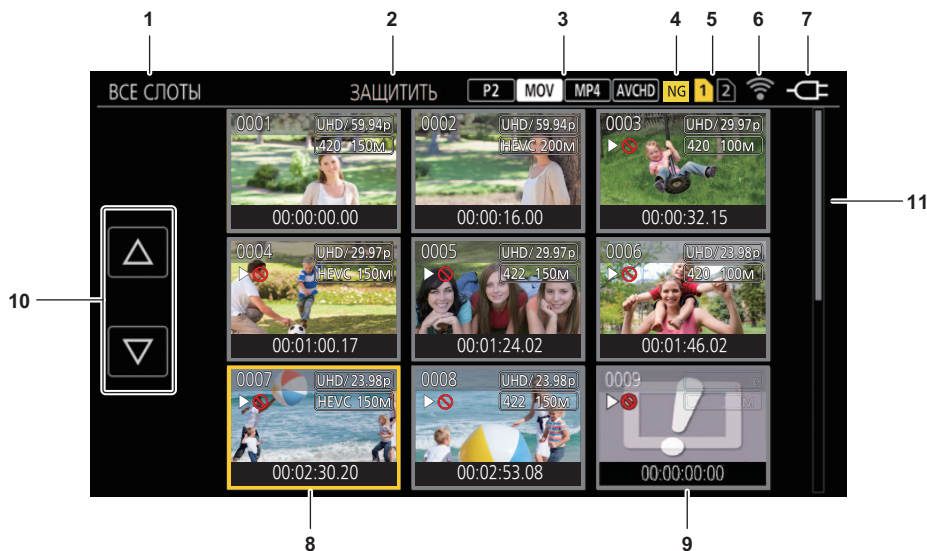 1 2 3 4 5 6 7
ВСЕ СЛОТЫ ЗАЩИТИТЬ P2 MOV MP4 AVCHD NG 1 2
0001 UHD/59.94p 0002 UHD/59.94p 0003 UHD/29.97p
420 150M HEVC 200M 420 100M
00:00:00.00 00:00:16.00 00:00:32.15
11
0004 UHD/29.97p 0005 UHD/29.97p 0006 UHD/23.98p
HEVC 150M 422 150M 420 100M
10
00:01:00.17 00:01:24.02 00:01:46.02
0007 UHD/23.98p 0008 UHD/23.98p 0009
HEVC 150M 422 150M
00:02:30.20 00:02:53.08 00:00:00:00
8 9